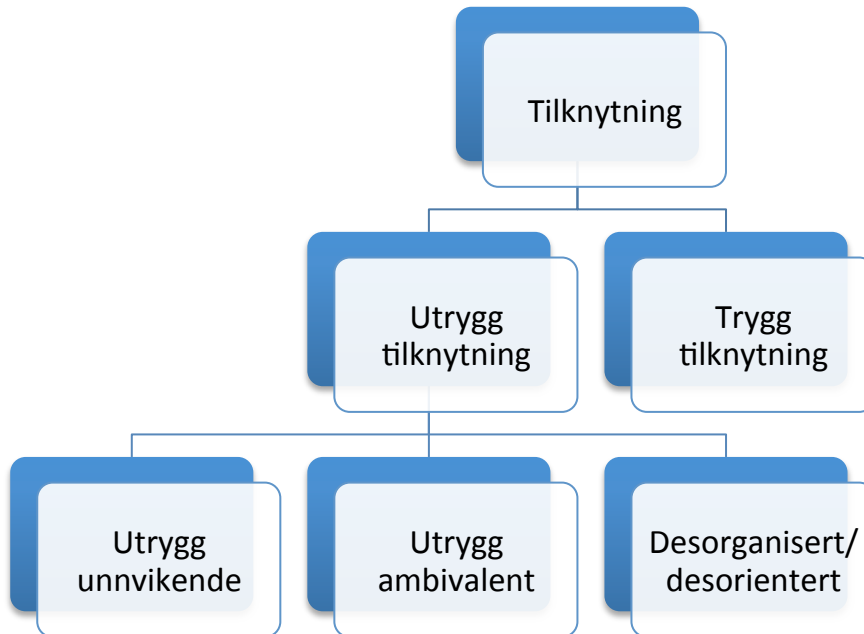 Tilknytning
Utrygg
tilknytning
Trygg
tilknytning
Utrygg
unnvikende
Utrygg
ambivalent
Desorganisert/
desorientert